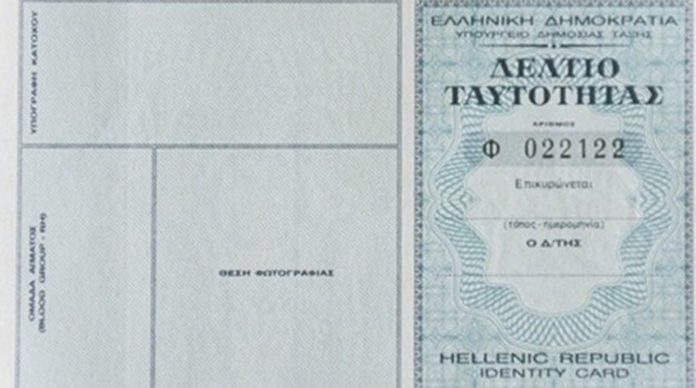 ΥΠΟΓΡΑΦΗ ΚΑΤΟΧΟΥ
ΟΜΑΔΑ ΑΙΜΑΤΟΣ
(BLOOD GROUP - RH)
ΘΕΣΗ ΦΩΤΟΓΡΑΦΙΑΣ
ΕΛΛΗΝΙΚΗ ΔΗΜΟΚΡΑΤΙΑ
ΥΠΟΥΡΓΕΙΟ ΔΗΜΟΣΙΑΣ ΤΑΞΗΣ
ΔΕΛΤΙΟ
ΤΑΥΤΟΤΗΤΑΣ
ΑΡΙΘΜΟΣ
Φ 022122
Επικυρώνεται
(τόπος - ημερομηνία)
Ο Δ/ΤΗΣ
HELLENIC REPUBLIC
IDENTITY CARD